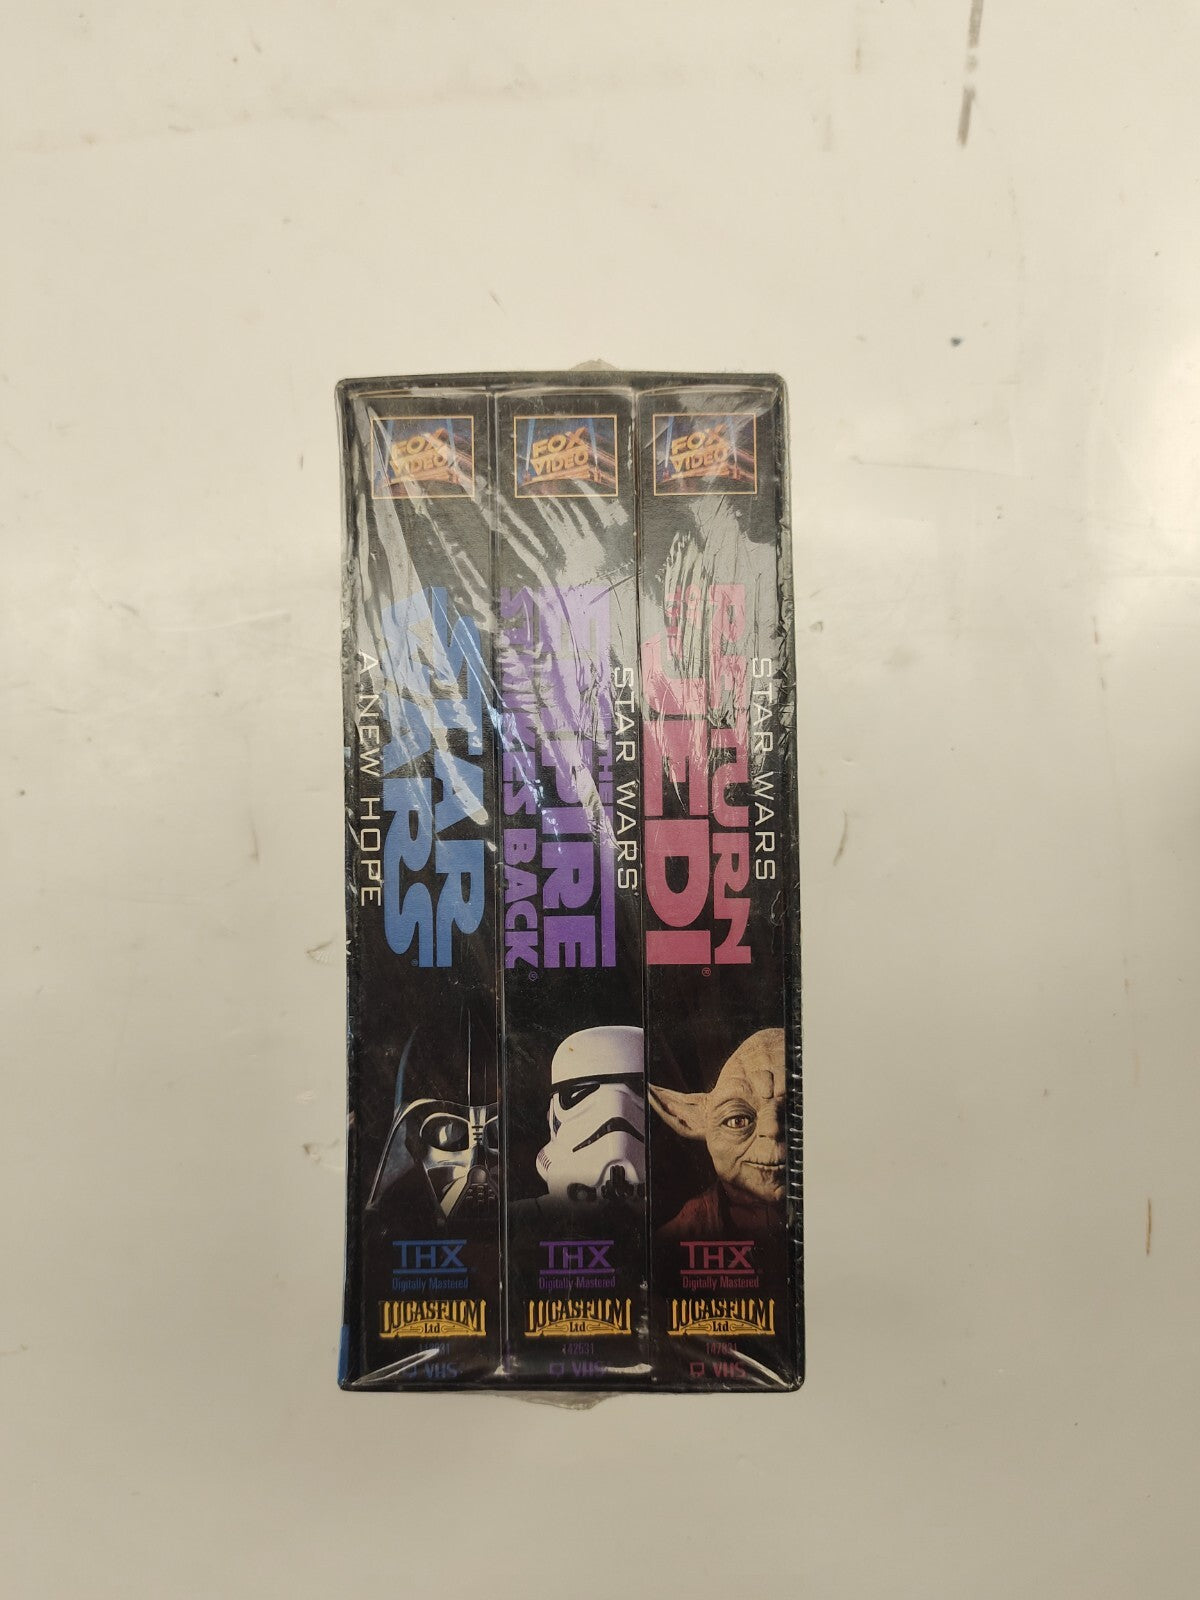 FOX
VIDEO
STAR
WARS
A NEW HOPE
THX
Digitally Mastered
LUCASFILM
Ltd
VHS
FOX
VIDEO
STAR WARS
THE
EMPIRE
STRIKES BACK
THX
Digitally Mastered
LUCASFILM
Ltd
142531
VHS
FOX
VIDEO
STAR WARS
RETURN
JEDI
THX
Digitally Mastered
LUCASFILM
Ltd
VHS